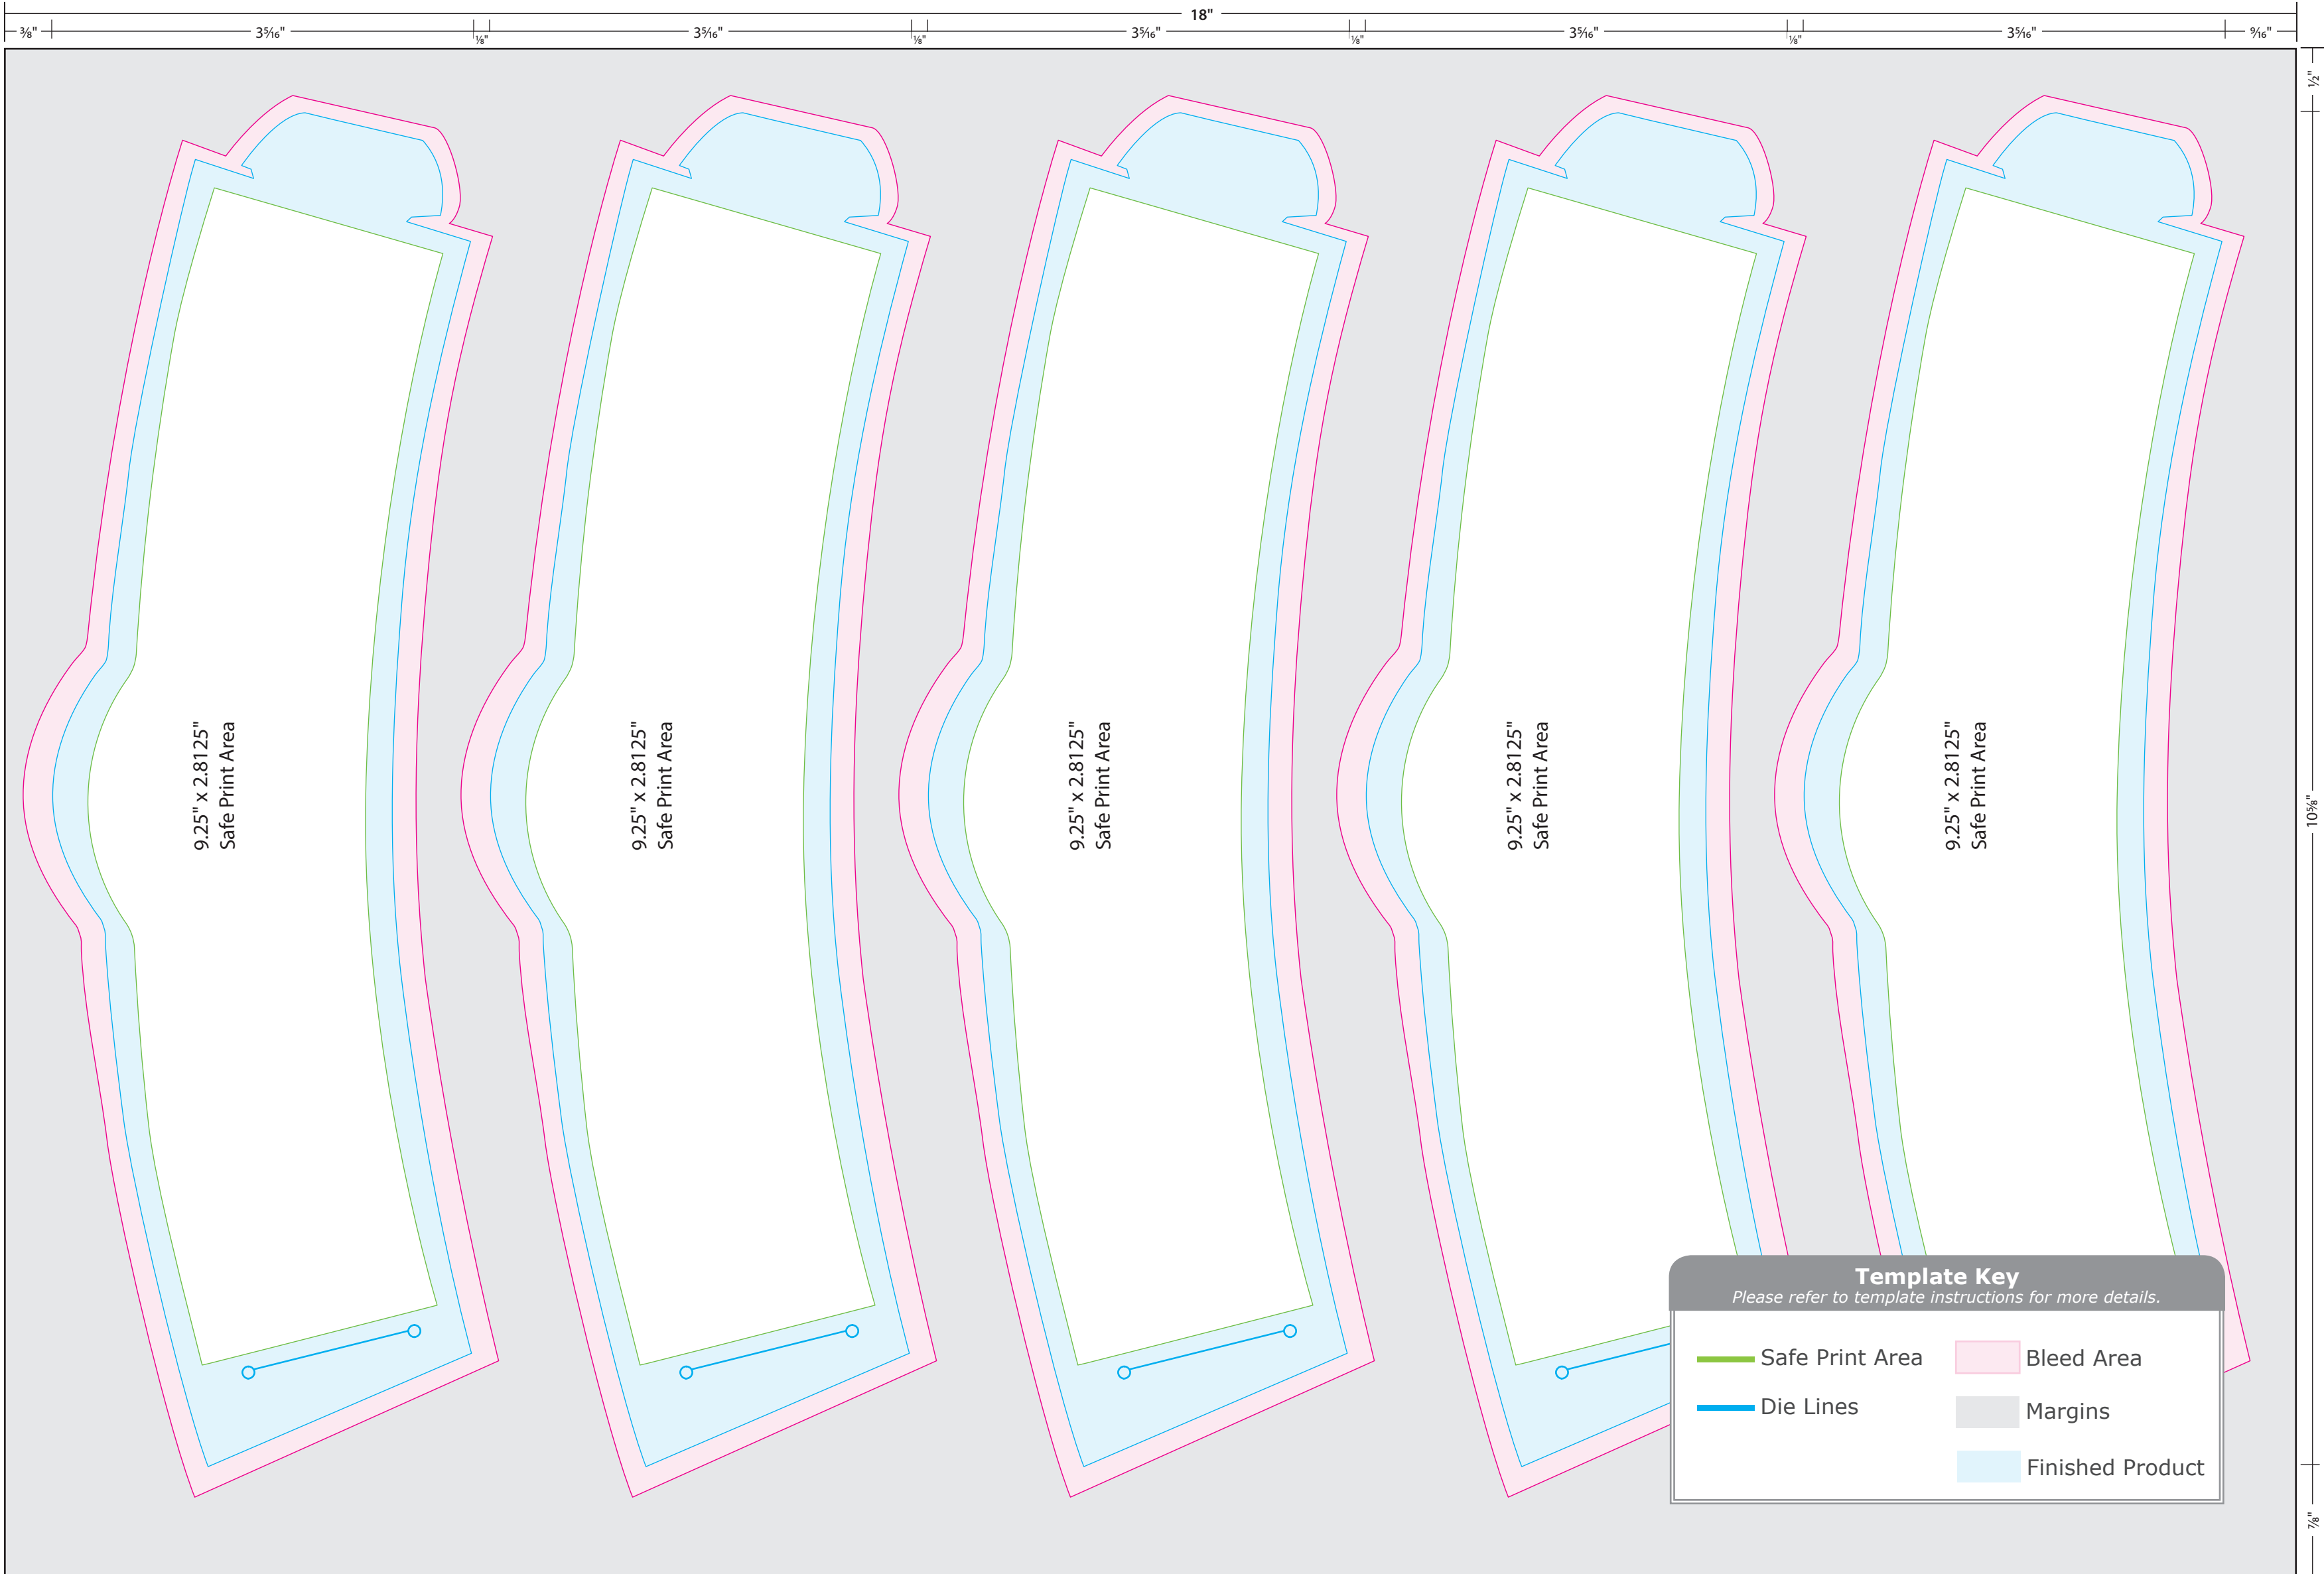 18"
⅜" 3⁵⁄₁₆" ⅛" 3⁵⁄₁₆" ⅛" 3⁵⁄₁₆" ⅛" 3⁵⁄₁₆" ⅛" 3⁵⁄₁₆" ⁹⁄₁₆"
½"
9.25" x 2.8125"
Safe Print Area
9.25" x 2.8125"
Safe Print Area
9.25" x 2.8125"
Safe Print Area
9.25" x 2.8125"
Safe Print Area
9.25" x 2.8125"
Safe Print Area
10⅝"
Template Key
Please refer to template instructions for more details.
Safe Print Area
Bleed Area
Die Lines
Margins
Finished Product
⅞"